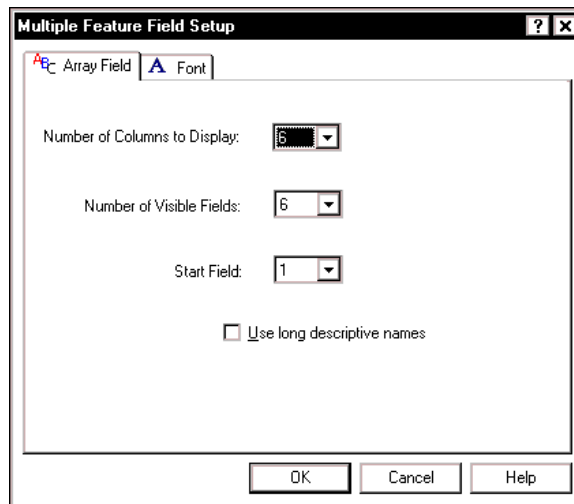 Multiple Feature Field Setup
ABC Array Field A Font
Number of Columns to Display: 6
Number of Visible Fields: 6
Start Field: 1
Use long descriptive names
OK Cancel Help